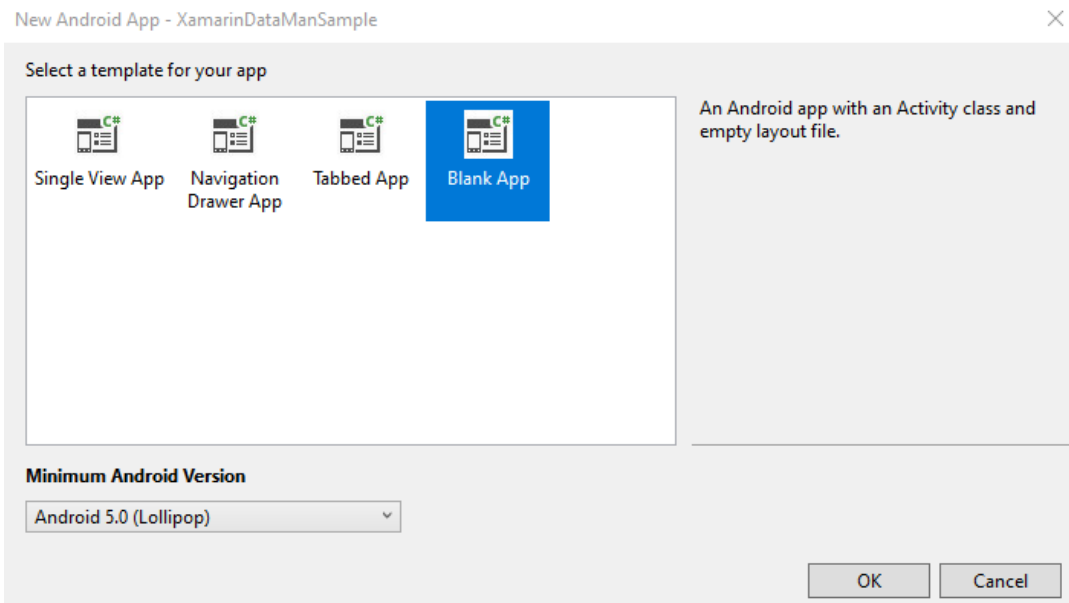 New Android App - XamarinDataManSample
Select a template for your app
C# C# C# C#
Single View App
Navigation
Drawer App
Tabbed App
Blank App
An Android app with an Activity class and
empty layout file.
Minimum Android Version
Android 5.0 (Lollipop)
OK
Cancel